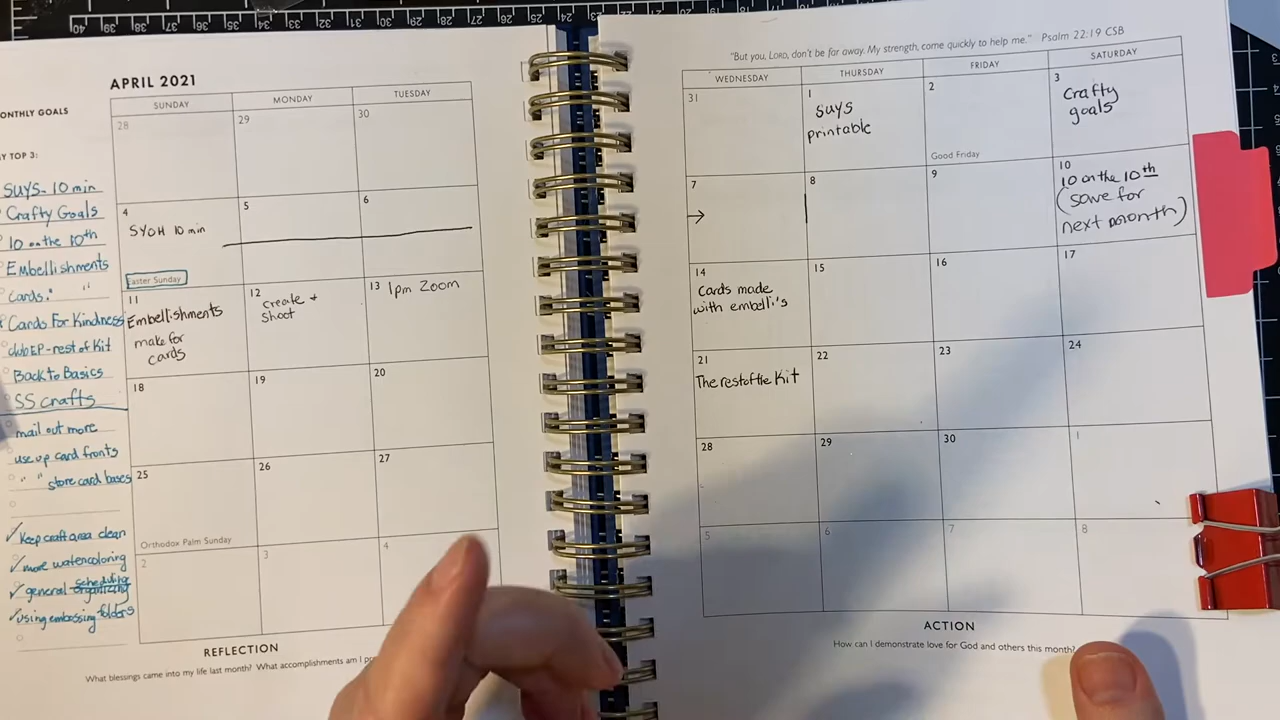 APRIL 2021
ONTHLY GOALS
Y TOP 3:
SUYS- 10 min
Crafty Goals
10 on the 10th
Embellishments
cards: " "
Cards For Kindness
club EP-rest of Kit
Back to Basics
SS crafts
mail out more
use up card fronts
" " store card bases
✓ Keep craft area clean
✓ more watercoloring
✓ general scheduling
✓ using embossing folders
SUNDAY MONDAY TUESDAY
28 29 30
4 5 6
SYOH 10 min
Easter Sunday
11 12 13 1pm Zoom
Embellishments create +
make for shoot
cards
18 19 20
25 26 27
Orthodox Palm Sunday
2 3 4
REFLECTION
What blessings came into my life last month? What accomplishments am I
"But you, LORD, don't be far away. My strength, come quickly to help me." Psalm 22:19 CSB
WEDNESDAY THURSDAY FRIDAY SATURDAY
31 1 2 3
SUYS Crafty
printable goals
Good Friday
7 8 9 10
→ 10 on the 10th
(save for
next month)
14 15 16 17
Cards made
with embelli's
21 22 23 24
The rest of the Kit
28 29 30 1
5 6 7 8
ACTION
How can I demonstrate love for God and others this month?